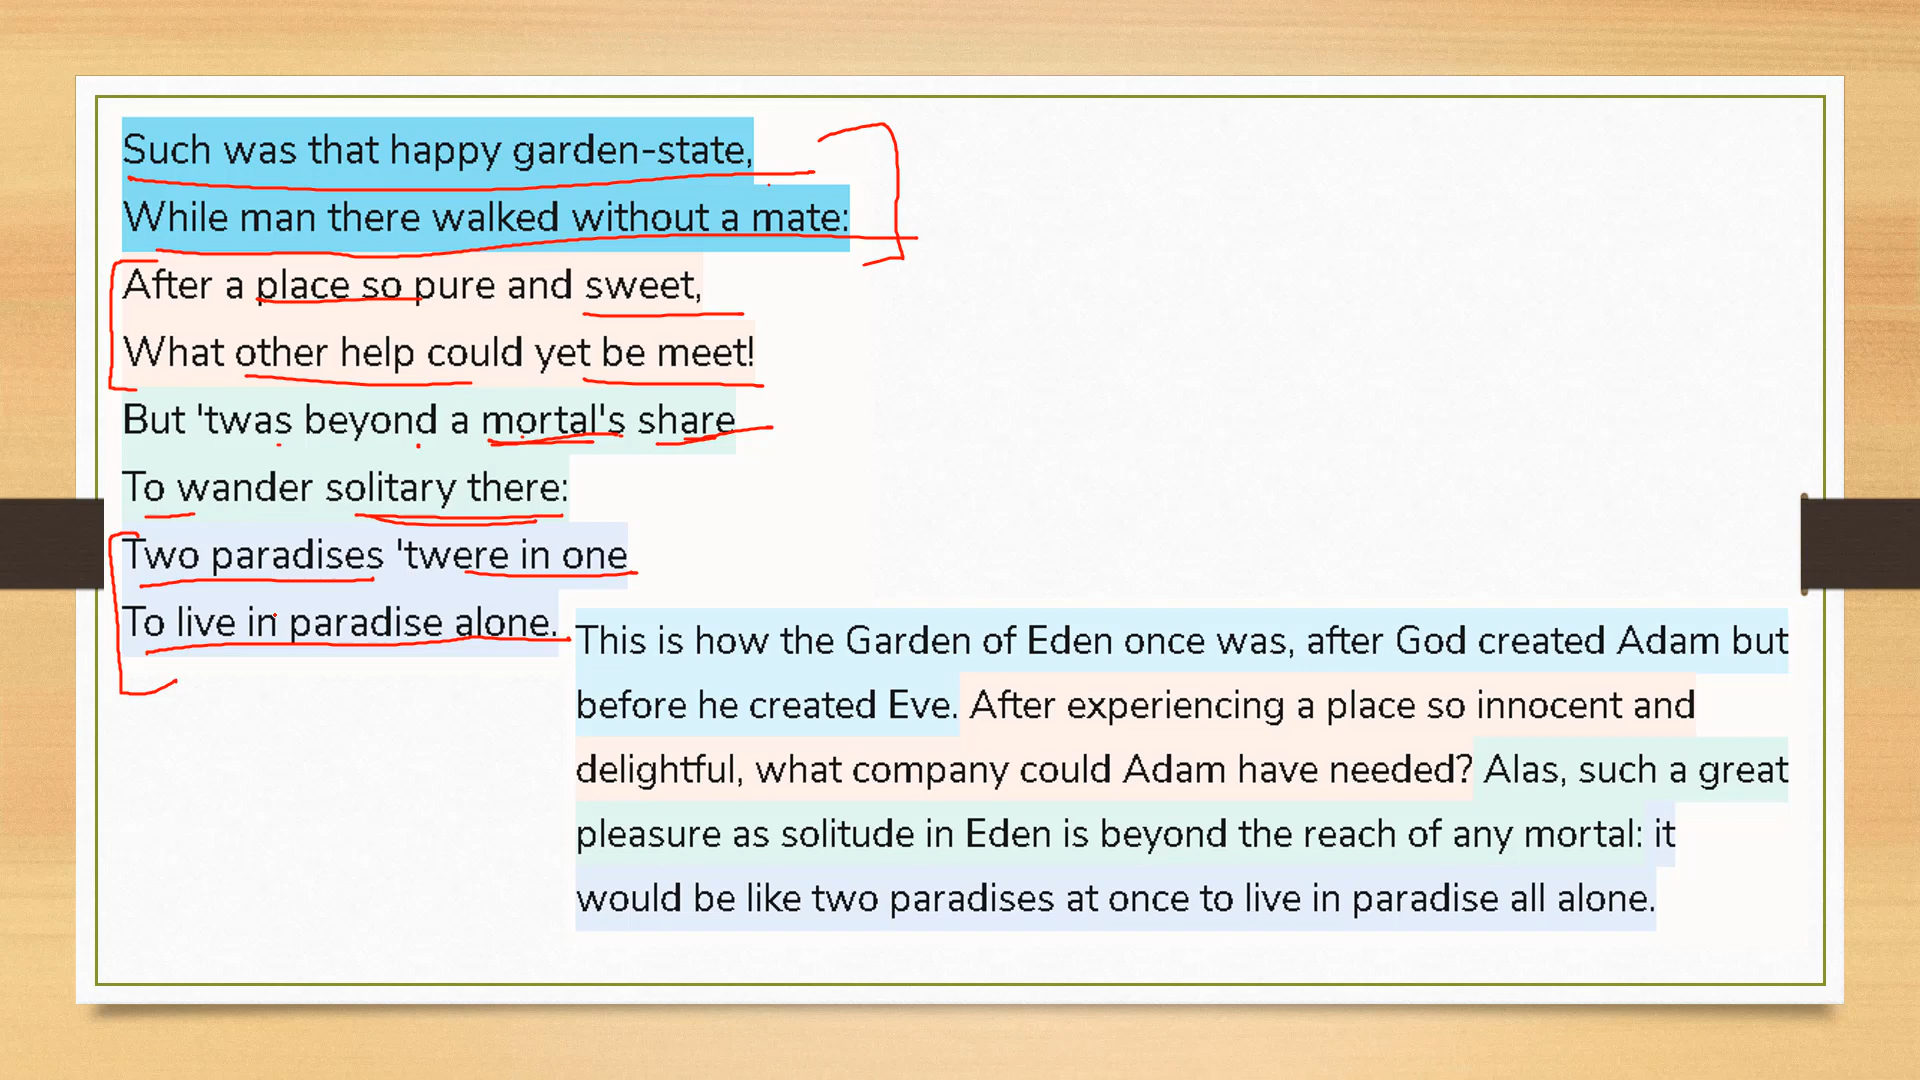 Such was that happy garden-state,
While man there walked without a mate:
After a place so pure and sweet,
What other help could yet be meet!
But 'twas beyond a mortal's share
To wander solitary there:
Two paradises 'twere in one
To live in paradise alone.
This is how the Garden of Eden once was, after God created Adam but
before he created Eve. After experiencing a place so innocent and
delightful, what company could Adam have needed? Alas, such a great
pleasure as solitude in Eden is beyond the reach of any mortal: it
would be like two paradises at once to live in paradise all alone.